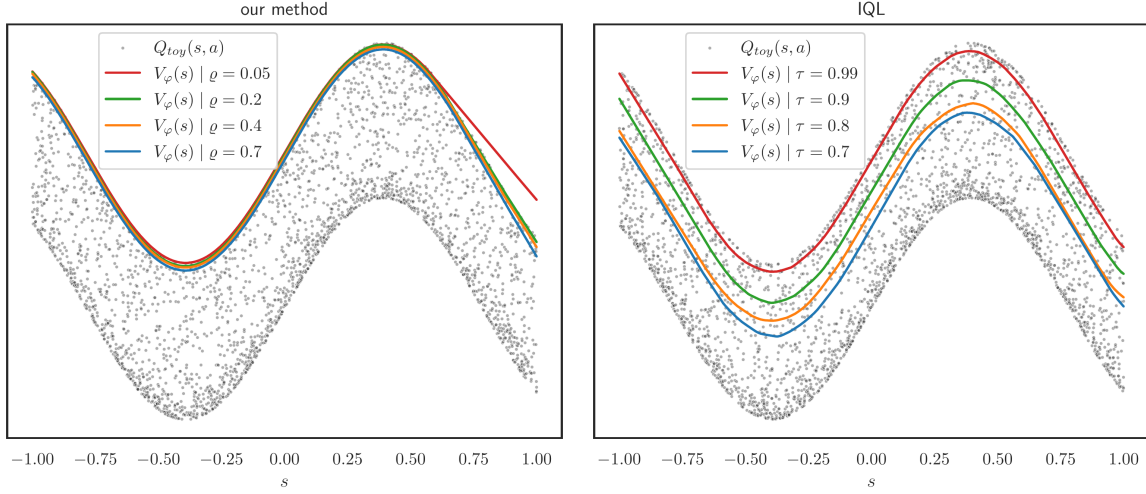 our method
Q_{toy}(s, a)
V_φ(s) | ϱ = 0.05
V_φ(s) | ϱ = 0.2
V_φ(s) | ϱ = 0.4
V_φ(s) | ϱ = 0.7
−1.00 −0.75 −0.50 −0.25 0.00 0.25 0.50 0.75 1.00
s
IQL
Q_{toy}(s, a)
V_φ(s) | τ = 0.99
V_φ(s) | τ = 0.9
V_φ(s) | τ = 0.8
V_φ(s) | τ = 0.7
−1.00 −0.75 −0.50 −0.25 0.00 0.25 0.50 0.75 1.00
s